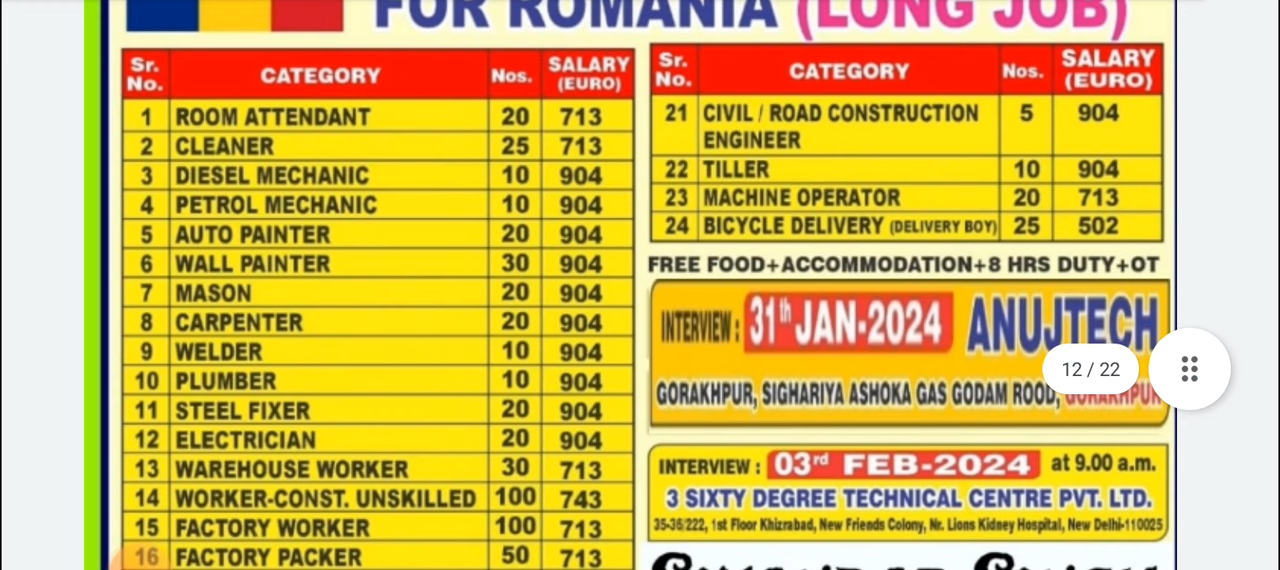 FOR ROMANIA (LONG JOB)
Sr. No. CATEGORY Nos. SALARY (EURO)
1 ROOM ATTENDANT 20 713
2 CLEANER 25 713
3 DIESEL MECHANIC 10 904
4 PETROL MECHANIC 10 904
5 AUTO PAINTER 20 904
6 WALL PAINTER 30 904
7 MASON 20 904
8 CARPENTER 20 904
9 WELDER 10 904
10 PLUMBER 10 904
11 STEEL FIXER 20 904
12 ELECTRICIAN 20 904
13 WAREHOUSE WORKER 30 713
14 WORKER-CONST. UNSKILLED 100 743
15 FACTORY WORKER 100 713
16 FACTORY PACKER 50 713
Sr. No. CATEGORY Nos. SALARY (EURO)
21 CIVIL / ROAD CONSTRUCTION 5 904
ENGINEER
22 TILLER 10 904
23 MACHINE OPERATOR 20 713
24 BICYCLE DELIVERY (DELIVERY BOY) 25 502
FREE FOOD+ACCOMMODATION+8 HRS DUTY+OT
INTERVIEW : 31th JAN-2024 ANUJTECH
12 / 22
GORAKHPUR, SIGHARIYA ASHOKA GAS GODAM ROOD, GORAKHPUR
INTERVIEW : 03rd FEB-2024 at 9.00 a.m.
3 SIXTY DEGREE TECHNICAL CENTRE PVT. LTD.
35-36/222, 1st Floor Khizrabad, New Friends Colony, Nr. Lions Kidney Hospital, New Delhi-110025